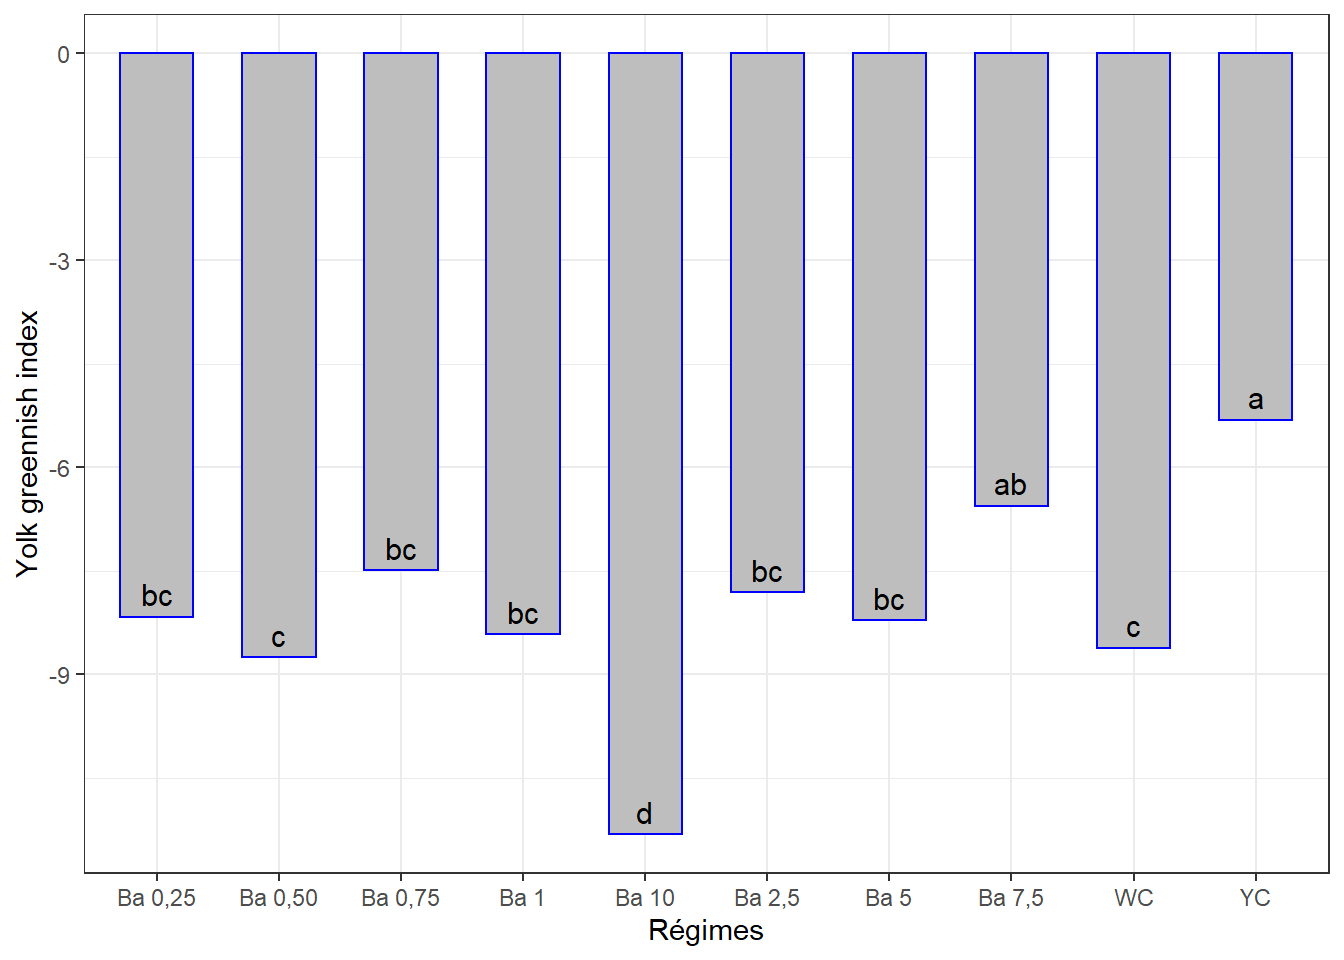 Yolk greennish index
0
-3
-6
-9
bc
c
bc
bc
d
bc
bc
ab
c
a
Ba 0,25
Ba 0,50
Ba 0,75
Ba 1
Ba 10
Ba 2,5
Ba 5
Ba 7,5
WC
YC
Régimes